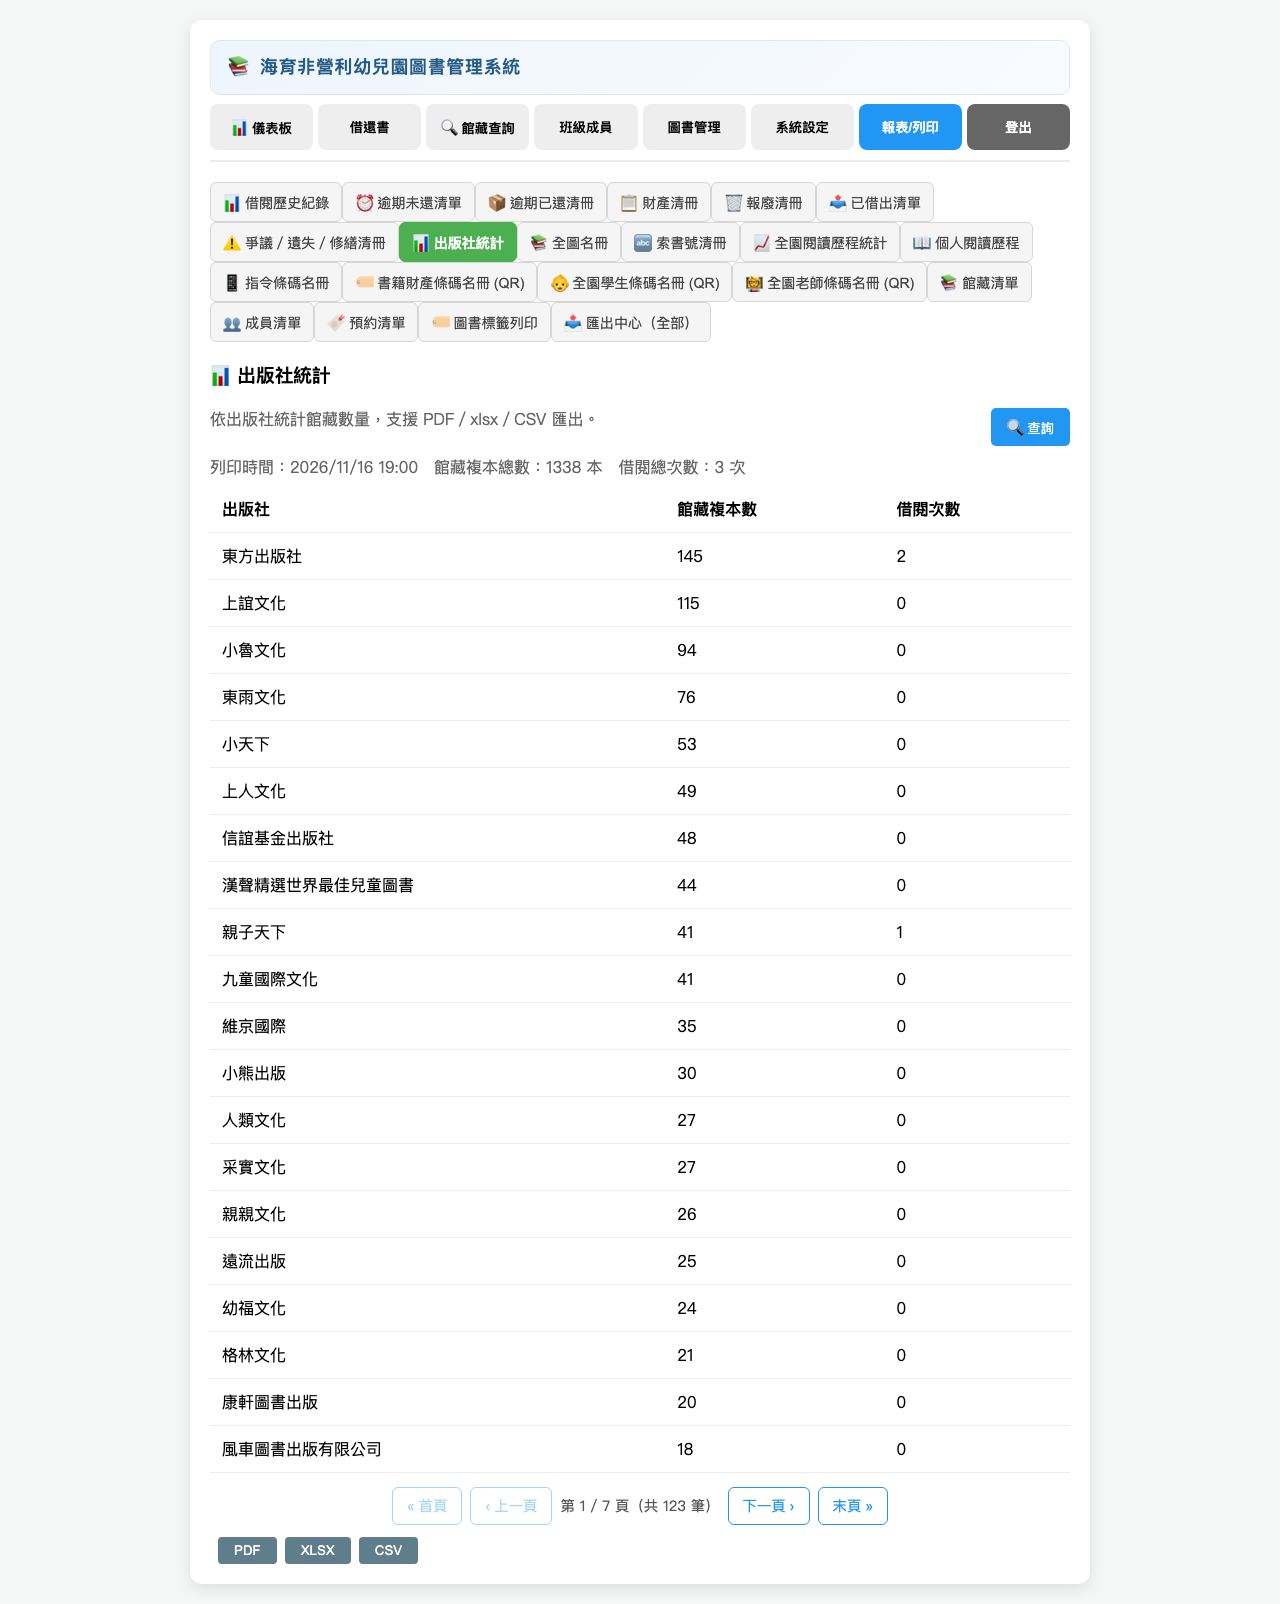 📚 海育非營利幼兒園圖書管理系統
📊 儀表板 借還書 🔍 館藏查詢 班級成員 圖書管理 系統設定 報表/列印 登出
📊 借閱歷史紀錄 ⏰ 逾期未還清單 📦 逾期已還清冊 📋 財產清冊 🗑️ 報廢清冊 📤 已借出清單
⚠️ 爭議 / 遺失 / 修繕清冊 📊 出版社統計 📚 全圖名冊 🔤 索書號清冊 📈 全園閱讀歷程統計 📖 個人閱讀歷程
📱 指令條碼名冊 🏷️ 書籍財產條碼名冊 (QR) 👶 全園學生條碼名冊 (QR) 👩‍🏫 全園老師條碼名冊 (QR) 📚 館藏清單
👥 成員清單 🔖 預約清單 🏷️ 圖書標籤列印 📤 匯出中心（全部）
📊 出版社統計
依出版社統計館藏數量，支援 PDF / xlsx / CSV 匯出。 🔍 查詢
列印時間：2026/11/16 19:00 館藏複本總數：1338 本 借閱總次數：3 次
出版社 館藏複本數 借閱次數
東方出版社 145 2
上誼文化 115 0
小魯文化 94 0
東雨文化 76 0
小天下 53 0
上人文化 49 0
信誼基金出版社 48 0
漢聲精選世界最佳兒童圖書 44 0
親子天下 41 1
九童國際文化 41 0
維京國際 35 0
小熊出版 30 0
人類文化 27 0
采實文化 27 0
親親文化 26 0
遠流出版 25 0
幼福文化 24 0
格林文化 21 0
康軒圖書出版 20 0
風車圖書出版有限公司 18 0
« 首頁 ‹ 上一頁 第 1 / 7 頁（共 123 筆） 下一頁 › 末頁 »
PDF XLSX CSV